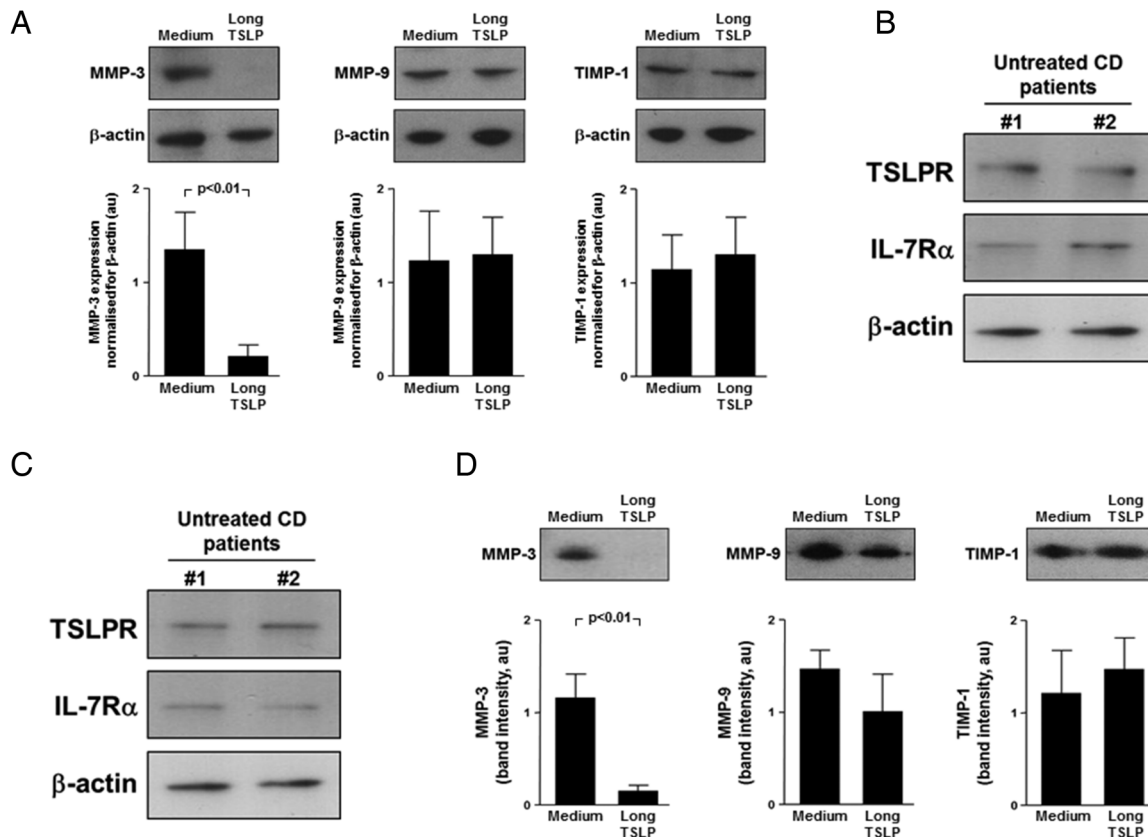 A
Medium
Long
TSLP
MMP-3
β-actin
2
1
0
p<0.01
MMP-3 expression
normalised for β-actin (au)
Medium
Long
TSLP
Medium
Long
TSLP
MMP-9
β-actin
2
1
0
MMP-9 expression
normalised for β-actin (au)
Medium
Long
TSLP
Medium
Long
TSLP
TIMP-1
β-actin
2
1
0
TIMP-1 expression
normalised for β-actin (au)
Medium
Long
TSLP
B
Untreated CD
patients
#1 #2
TSLPR
IL-7Rα
β-actin
C
Untreated CD
patients
#1 #2
TSLPR
IL-7Rα
β-actin
D
Medium
Long
TSLP
MMP-3
2
1
0
p<0.01
MMP-3
(band intensity, au)
Medium
Long
TSLP
Medium
Long
TSLP
MMP-9
2
1
0
MMP-9
(band intensity, au)
Medium
Long
TSLP
Medium
Long
TSLP
TIMP-1
2
1
0
TIMP-1
(band intensity, au)
Medium
Long
TSLP